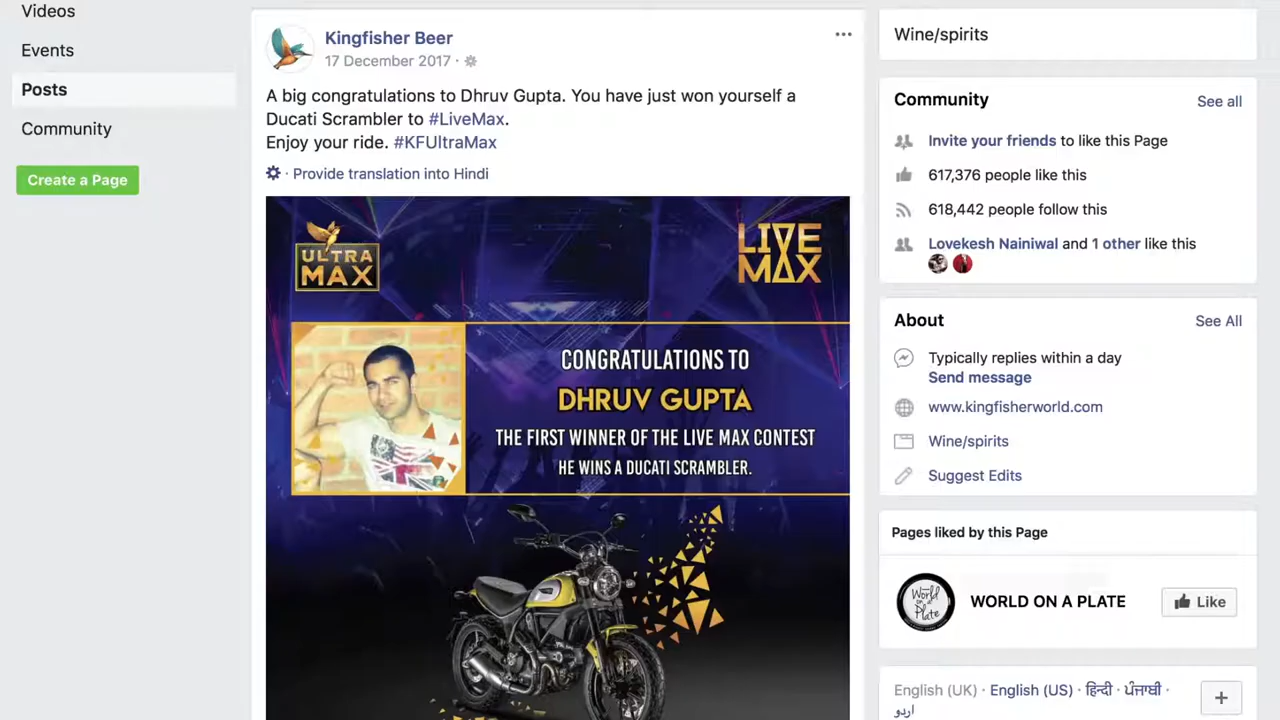 Videos
Events
Posts
Community
Create a Page
Kingfisher Beer
17 December 2017 ·
A big congratulations to Dhruv Gupta. You have just won yourself a
Ducati Scrambler to #LiveMax.
Enjoy your ride. #KFUltraMax
· Provide translation into Hindi
ULTRA
MAX
LIVE
MAX
CONGRATULATIONS TO
DHRUV GUPTA
THE FIRST WINNER OF THE LIVE MAX CONTEST
HE WINS A DUCATI SCRAMBLER.
Wine/spirits
Community
See all
Invite your friends to like this Page
617,376 people like this
618,442 people follow this
Lovekesh Nainiwal and 1 other like this
About
See All
Typically replies within a day
Send message
www.kingfisherworld.com
Wine/spirits
Suggest Edits
Pages liked by this Page
World
on a
Plate
WORLD ON A PLATE
Like
English (UK) · English (US) · हिन्दी · ਪੰਜਾਬੀ ·
اردو
+